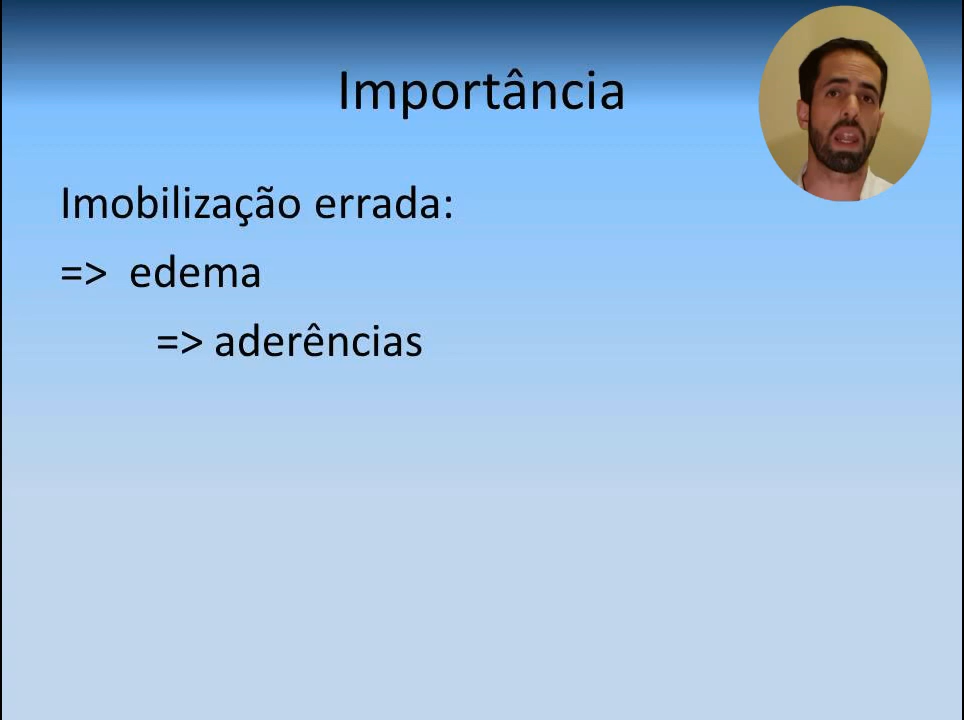 Importância
Imobilização errada:
=> edema
=> aderências